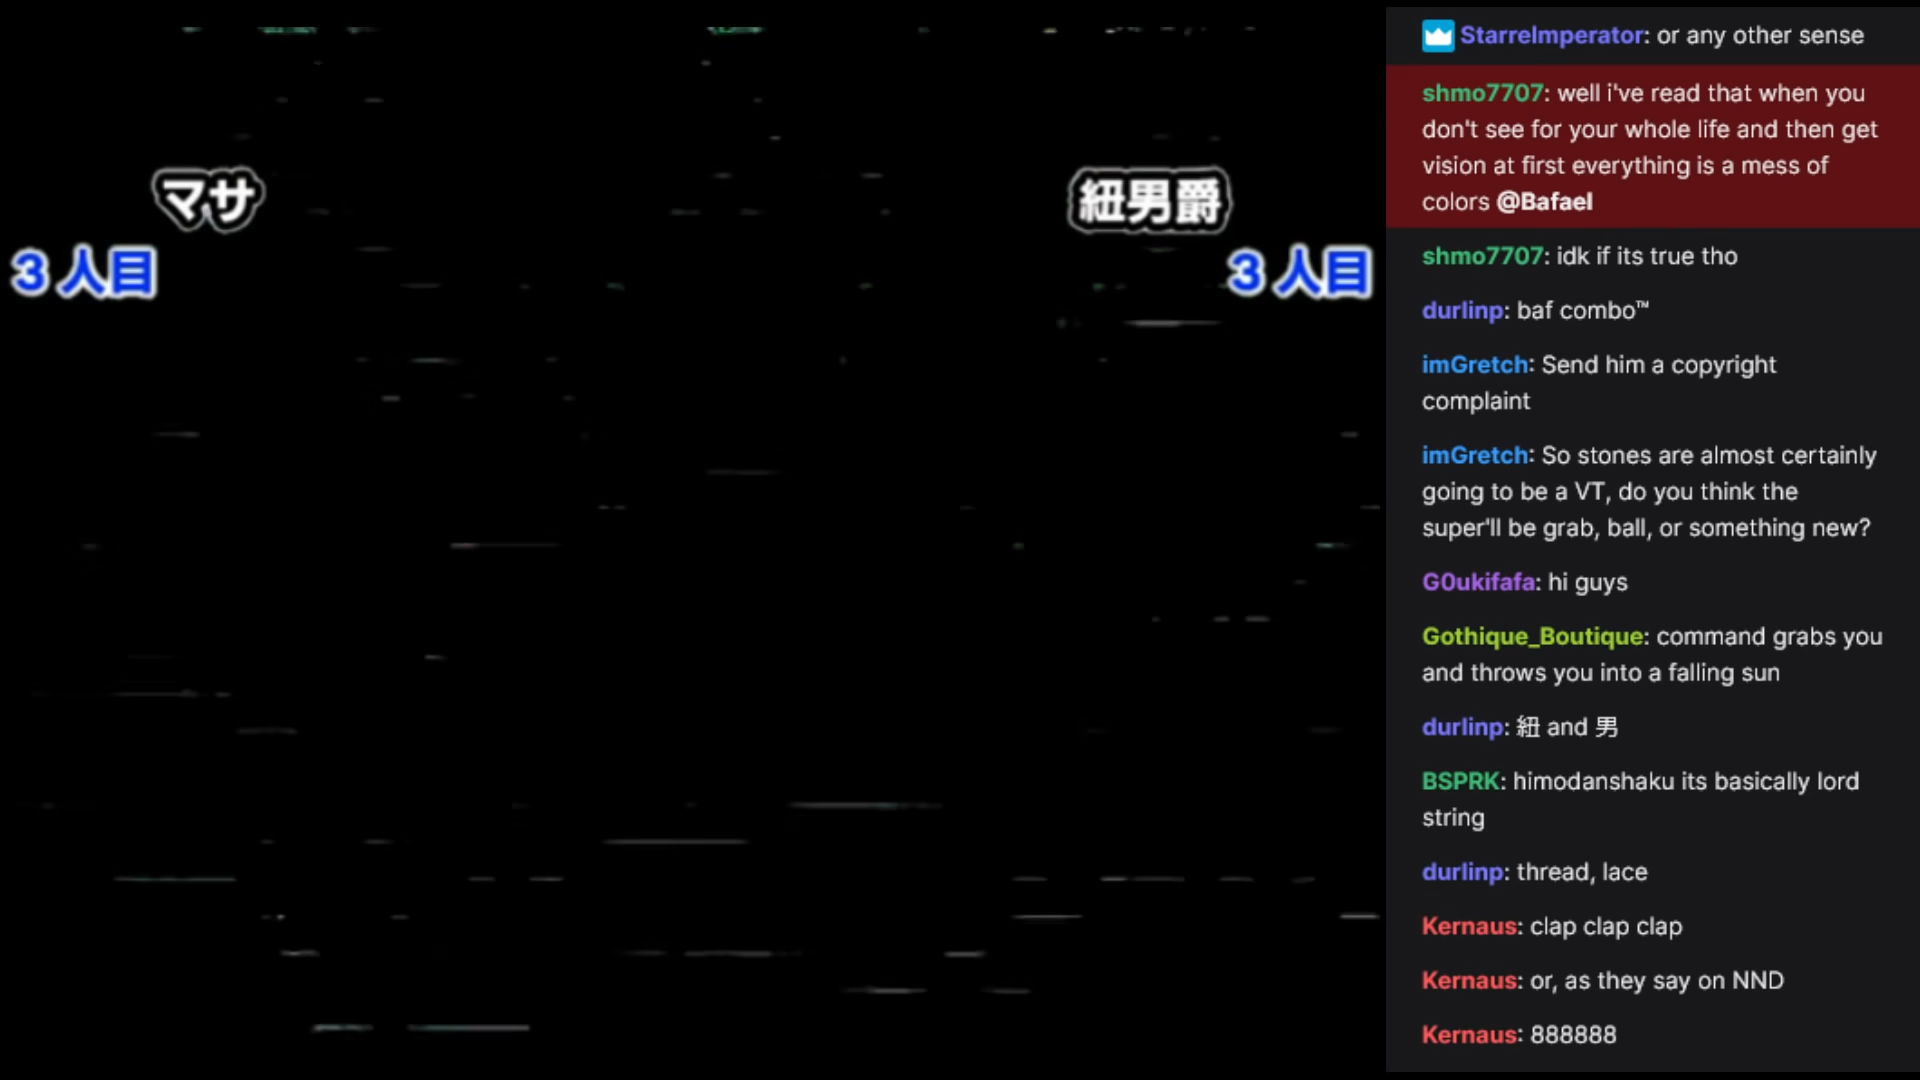 マサ
紐男爵
3人目
3人目
StarreImperator: or any other sense
shmo7707: well i've read that when you
don't see for your whole life and then get
vision at first everything is a mess of
colors @Bafael
shmo7707: idk if its true tho
durlinp: baf combo™
imGretch: Send him a copyright
complaint
imGretch: So stones are almost certainly
going to be a VT, do you think the
super'll be grab, ball, or something new?
G0ukifafa: hi guys
Gothique_Boutique: command grabs you
and throws you into a falling sun
durlinp: 紐 and 男
BSPRK: himodanshaku its basically lord
string
durlinp: thread, lace
Kernaus: clap clap clap
Kernaus: or, as they say on NND
Kernaus: 888888